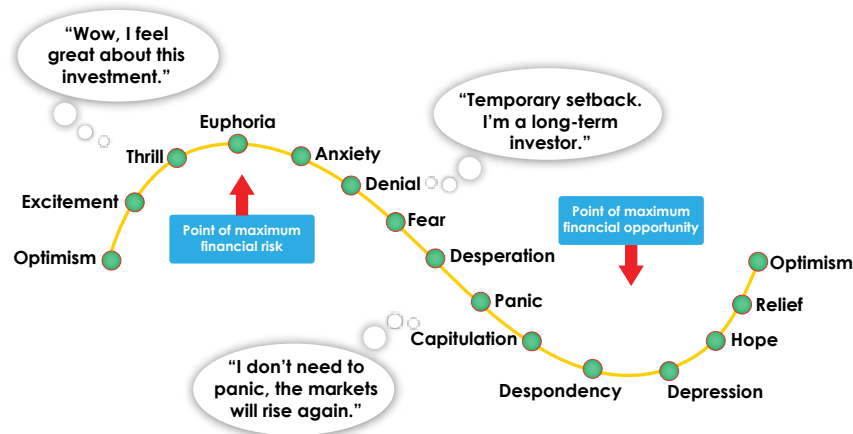 “Wow, I feel
great about this
investment.”
Euphoria
Thrill
Anxiety
“Temporary setback.
I’m a long-term
investor.”
Denial
Excitement
Fear
Point of maximum
financial risk
Point of maximum
financial opportunity
Optimism
Desperation
Optimism
Panic
Relief
Capitulation
Hope
“I don’t need to
panic, the markets
will rise again.”
Despondency
Depression